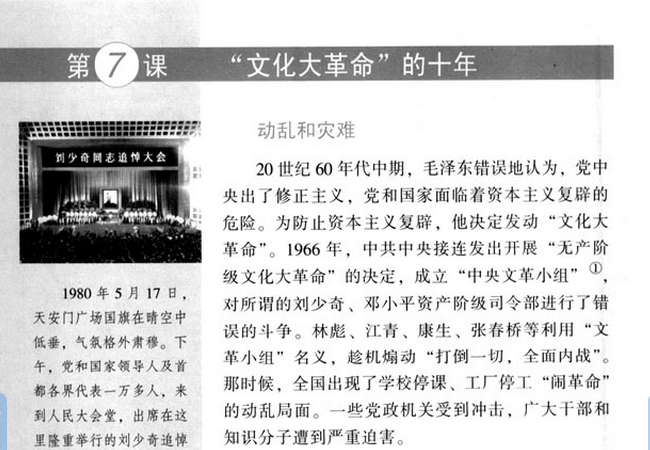 第7课 “文化大革命”的十年
刘少奇同志追悼大会
1980年5月17日，
天安门广场国旗在晴空中
低垂，气氛格外肃穆。下
午，党和国家领导人及首
都各界代表一万多人，来
到人民大会堂，出席在这
里隆重举行的刘少奇追悼
动乱和灾难
20世纪60年代中期，毛泽东错误地认为，党中
央出了修正主义，党和国家面临着资本主义复辟的
危险。为防止资本主义复辟，他决定发动“文化大
革命”。1966年，中共中央接连发出开展“无产阶
级文化大革命”的决定，成立“中央文革小组”①，
对所谓的刘少奇、邓小平资产阶级司令部进行了错
误的斗争。林彪、江青、康生、张春桥等利用“文
革小组”名义，趁机煽动“打倒一切，全面内战”。
那时候，全国出现了学校停课、工厂停工“闹革命”
的动乱局面。一些党政机关受到冲击，广大干部和
知识分子遭到严重迫害。